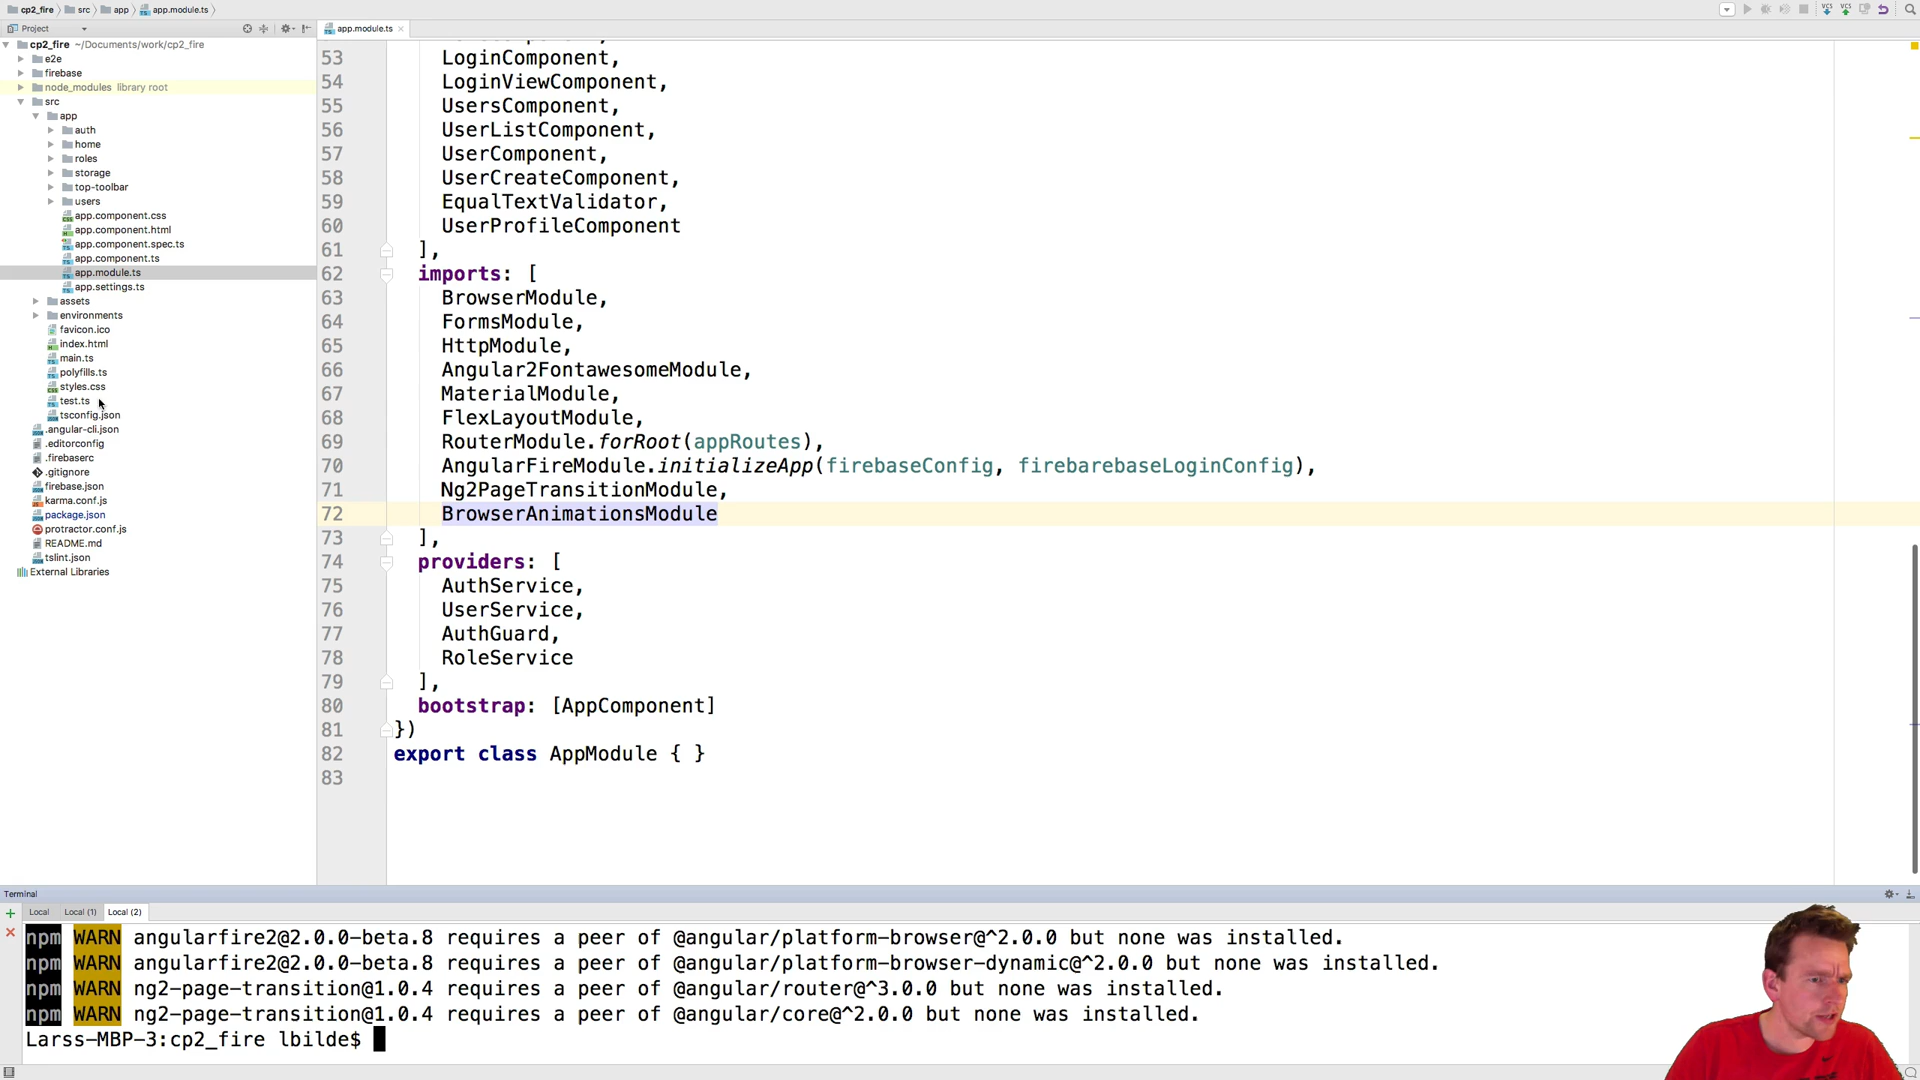 cp2_fire src app app.module.ts
Project
app.module.ts
cp2_fire ~/Documents/work/cp2_fire
e2e
firebase
node_modules library root
src
app
auth
home
roles
storage
top-toolbar
users
app.component.css
app.component.html
app.component.spec.ts
app.component.ts
app.module.ts
app.settings.ts
assets
environments
favicon.ico
index.html
main.ts
polyfills.ts
styles.css
test.ts
tsconfig.json
.angular-cli.json
.editorconfig
.firebaserc
.gitignore
firebase.json
karma.conf.js
package.json
protractor.conf.js
README.md
tslint.json
External Libraries
53 LoginComponent,
54 LoginViewComponent,
55 UsersComponent,
56 UserListComponent,
57 UserComponent,
58 UserCreateComponent,
59 EqualTextValidator,
60 UserProfileComponent
61 ],
62 imports: [
63 BrowserModule,
64 FormsModule,
65 HttpModule,
66 Angular2FontawesomeModule,
67 MaterialModule,
68 FlexLayoutModule,
69 RouterModule.forRoot(appRoutes),
70 AngularFireModule.initializeApp(firebaseConfig, firebarebaseLoginConfig),
71 Ng2PageTransitionModule,
72 BrowserAnimationsModule
73 ],
74 providers: [
75 AuthService,
76 UserService,
77 AuthGuard,
78 RoleService
79 ],
80 bootstrap: [AppComponent]
81 })
82 export class AppModule { }
83
Terminal
Local Local (1) Local (2)
npm WARN angularfire2@2.0.0-beta.8 requires a peer of @angular/platform-browser@^2.0.0 but none was installed.
npm WARN angularfire2@2.0.0-beta.8 requires a peer of @angular/platform-browser-dynamic@^2.0.0 but none was installed.
npm WARN ng2-page-transition@1.0.4 requires a peer of @angular/router@^3.0.0 but none was installed.
npm WARN ng2-page-transition@1.0.4 requires a peer of @angular/core@^2.0.0 but none was installed.
Larss-MBP-3:cp2_fire lbilde$